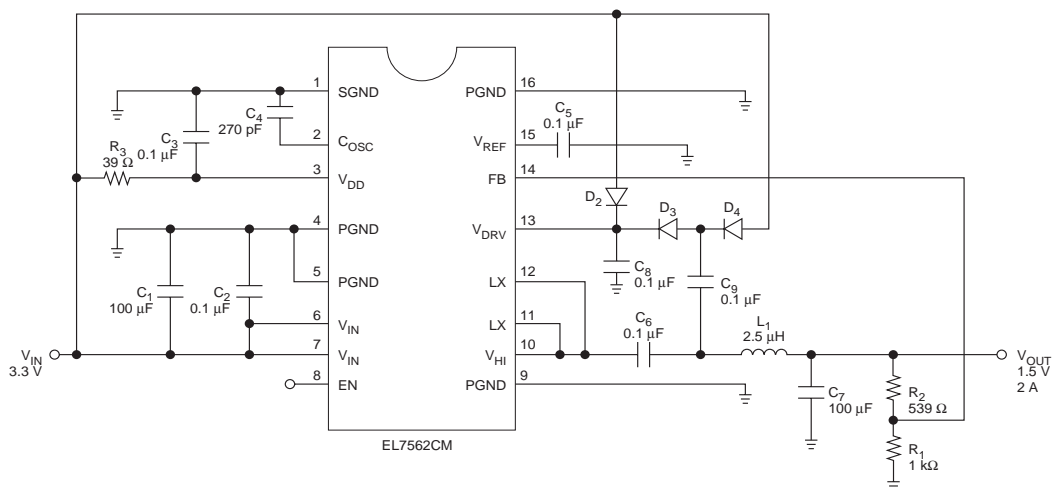 1
SGND
PGND
16
C4
270 pF
C5
0.1 µF
C3
0.1 µF
2
COSC
VREF
15
R3
39 Ω
3
VDD
FB
14
D2
D3
D4
4
PGND
VDRV
13
C8
0.1 µF
C9
0.1 µF
C1
100 µF
C2
0.1 µF
5
PGND
LX
12
6
VIN
LX
11
C6
0.1 µF
L1
2.5 µH
VIN
3.3 V
7
VIN
VHI
10
VOUT
1.5 V
2 A
8
EN
PGND
9
C7
100 µF
R2
539 Ω
R1
1 kΩ
EL7562CM